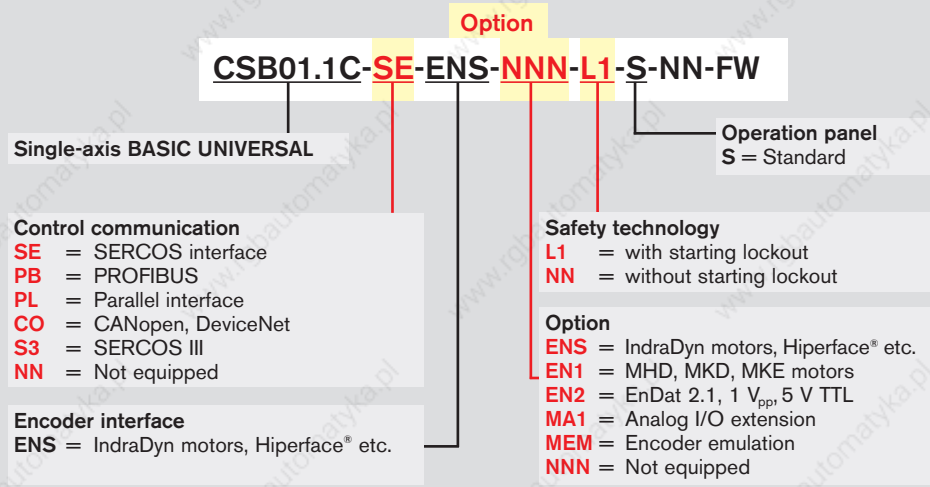 Option
CSB01.1C-SE-ENS-NNN-L1-S-NN-FW
Single-axis BASIC UNIVERSAL
Operation panel
S = Standard
Control communication
SE = SERCOS interface
PB = PROFIBUS
PL = Parallel interface
CO = CANopen, DeviceNet
S3 = SERCOS III
NN = Not equipped
Encoder interface
ENS = IndraDyn motors, Hiperface® etc.
Safety technology
L1 = with starting lockout
NN = without starting lockout
Option
ENS = IndraDyn motors, Hiperface® etc.
EN1 = MHD, MKD, MKE motors
EN2 = EnDat 2.1, 1 Vpp, 5 V TTL
MA1 = Analog I/O extension
MEM = Encoder emulation
NNN = Not equipped
www.rgbautomatyka.pl